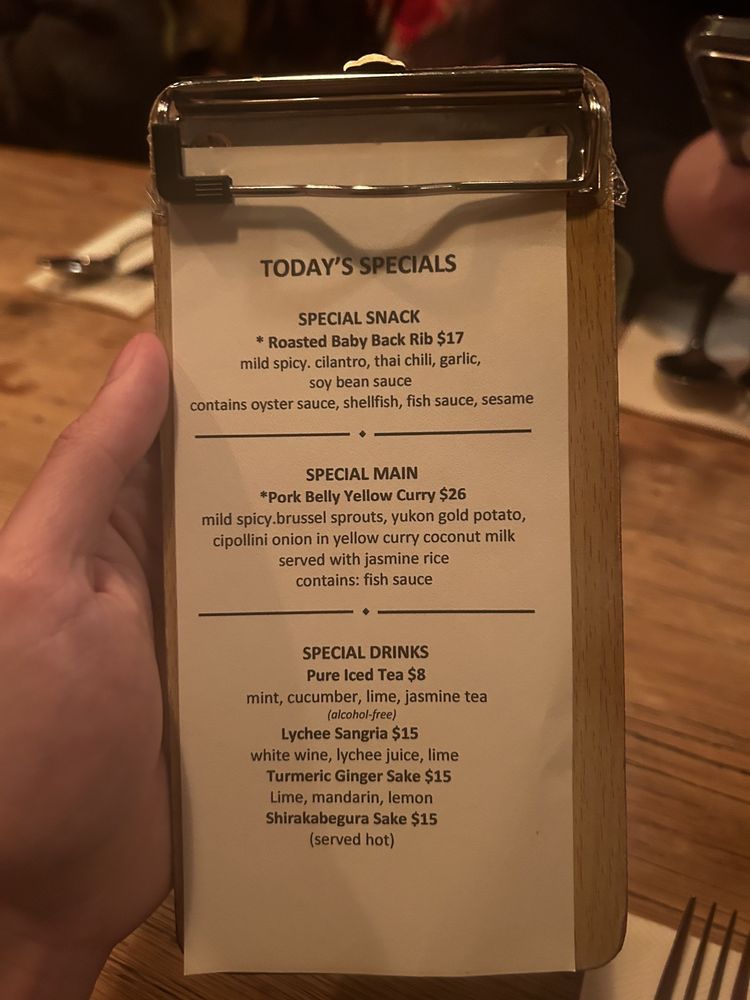 TODAY'S SPECIALS
SPECIAL SNACK
* Roasted Baby Back Rib $17
mild spicy. cilantro, thai chili, garlic,
soy bean sauce
contains oyster sauce, shellfish, fish sauce, sesame
SPECIAL MAIN
*Pork Belly Yellow Curry $26
mild spicy.brussel sprouts, yukon gold potato,
cipollini onion in yellow curry coconut milk
served with jasmine rice
contains: fish sauce
SPECIAL DRINKS
Pure Iced Tea $8
mint, cucumber, lime, jasmine tea
(alcohol-free)
Lychee Sangria $15
white wine, lychee juice, lime
Turmeric Ginger Sake $15
Lime, mandarin, lemon
Shirakabegura Sake $15
(served hot)